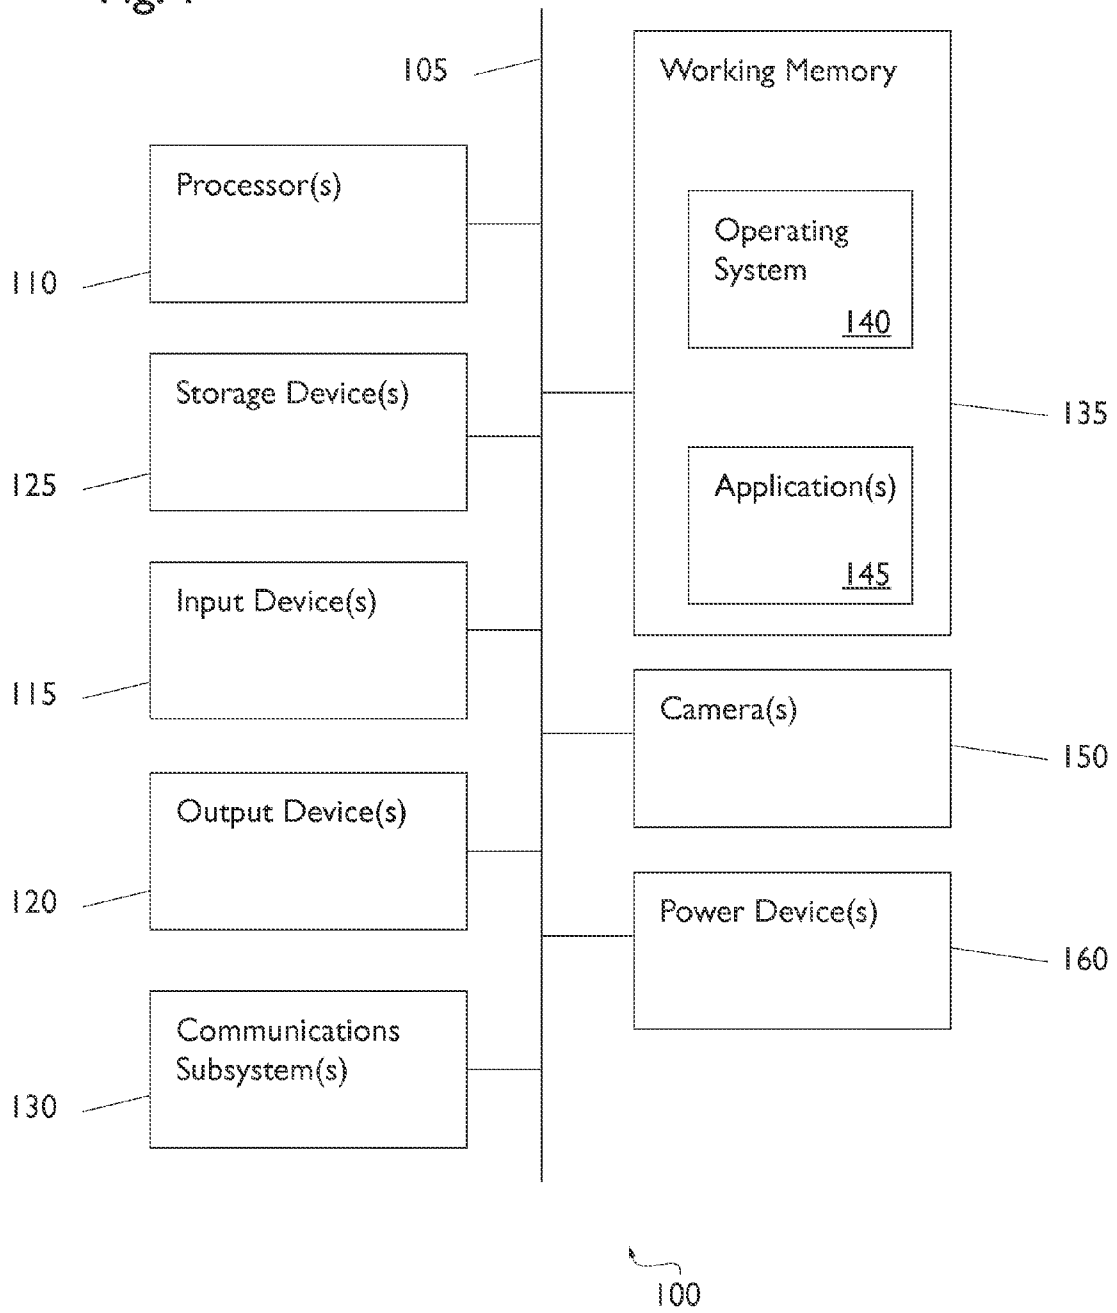 105
Working Memory
Processor(s)
110
Operating
System
140
Storage Device(s)
125
135
Application(s)
145
Input Device(s)
115
Camera(s)
150
Output Device(s)
120
Power Device(s)
160
Communications
Subsystem(s)
130
100